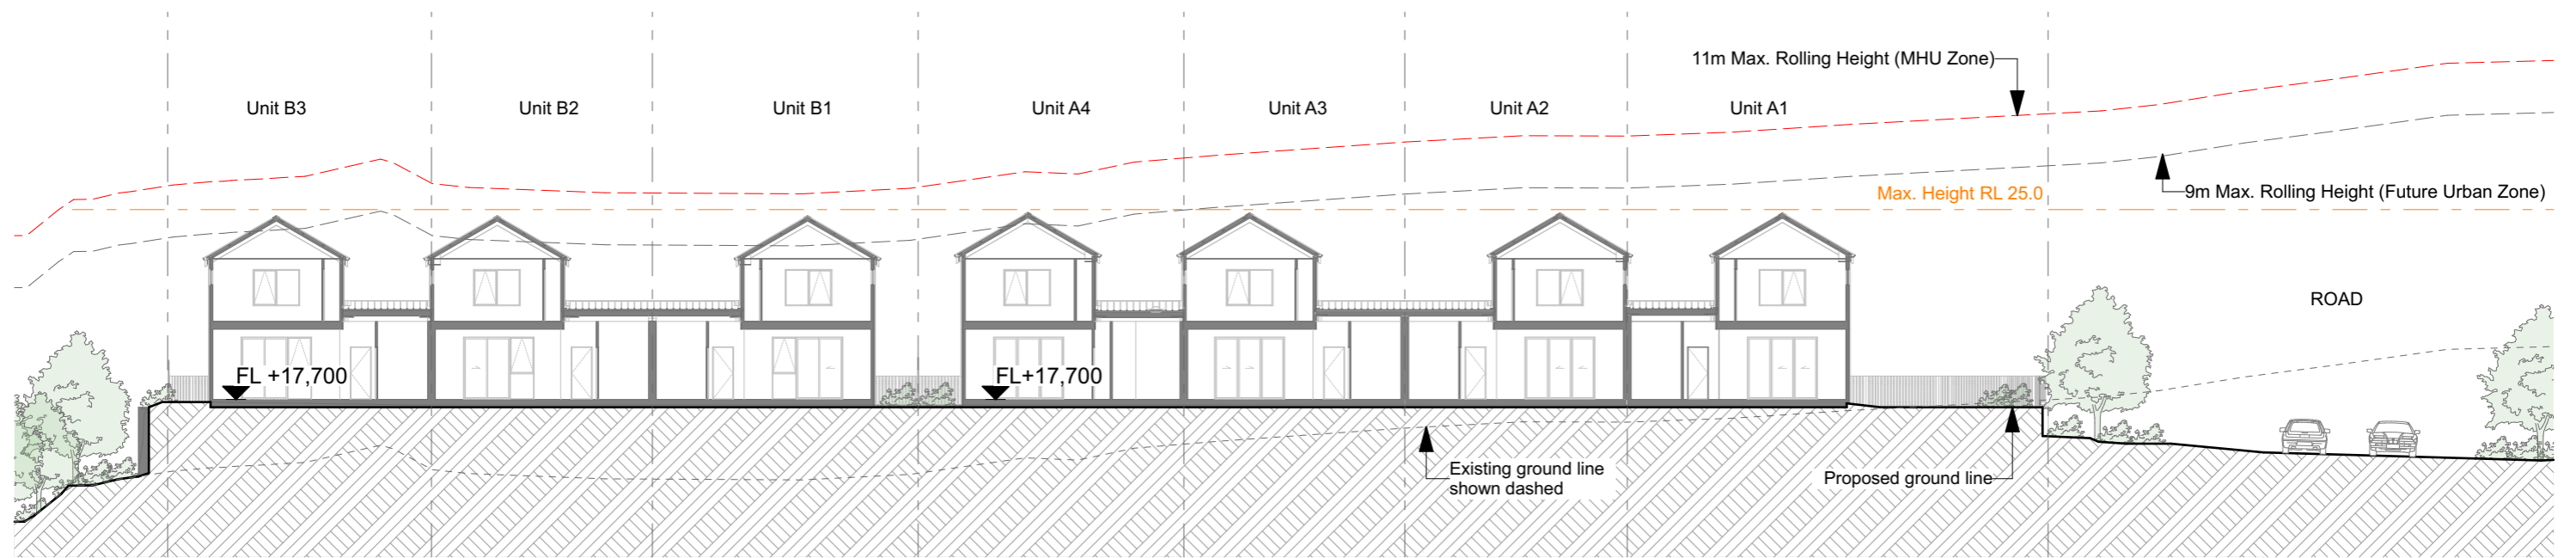 11m Max. Rolling Height (MHU Zone)
Unit B3
Unit B2
Unit B1
Unit A4
Unit A3
Unit A2
Unit A1
Max. Height RL 25.0
9m Max. Rolling Height (Future Urban Zone)
ROAD
FL +17,700
FL+17,700
Existing ground line
shown dashed
Proposed ground line